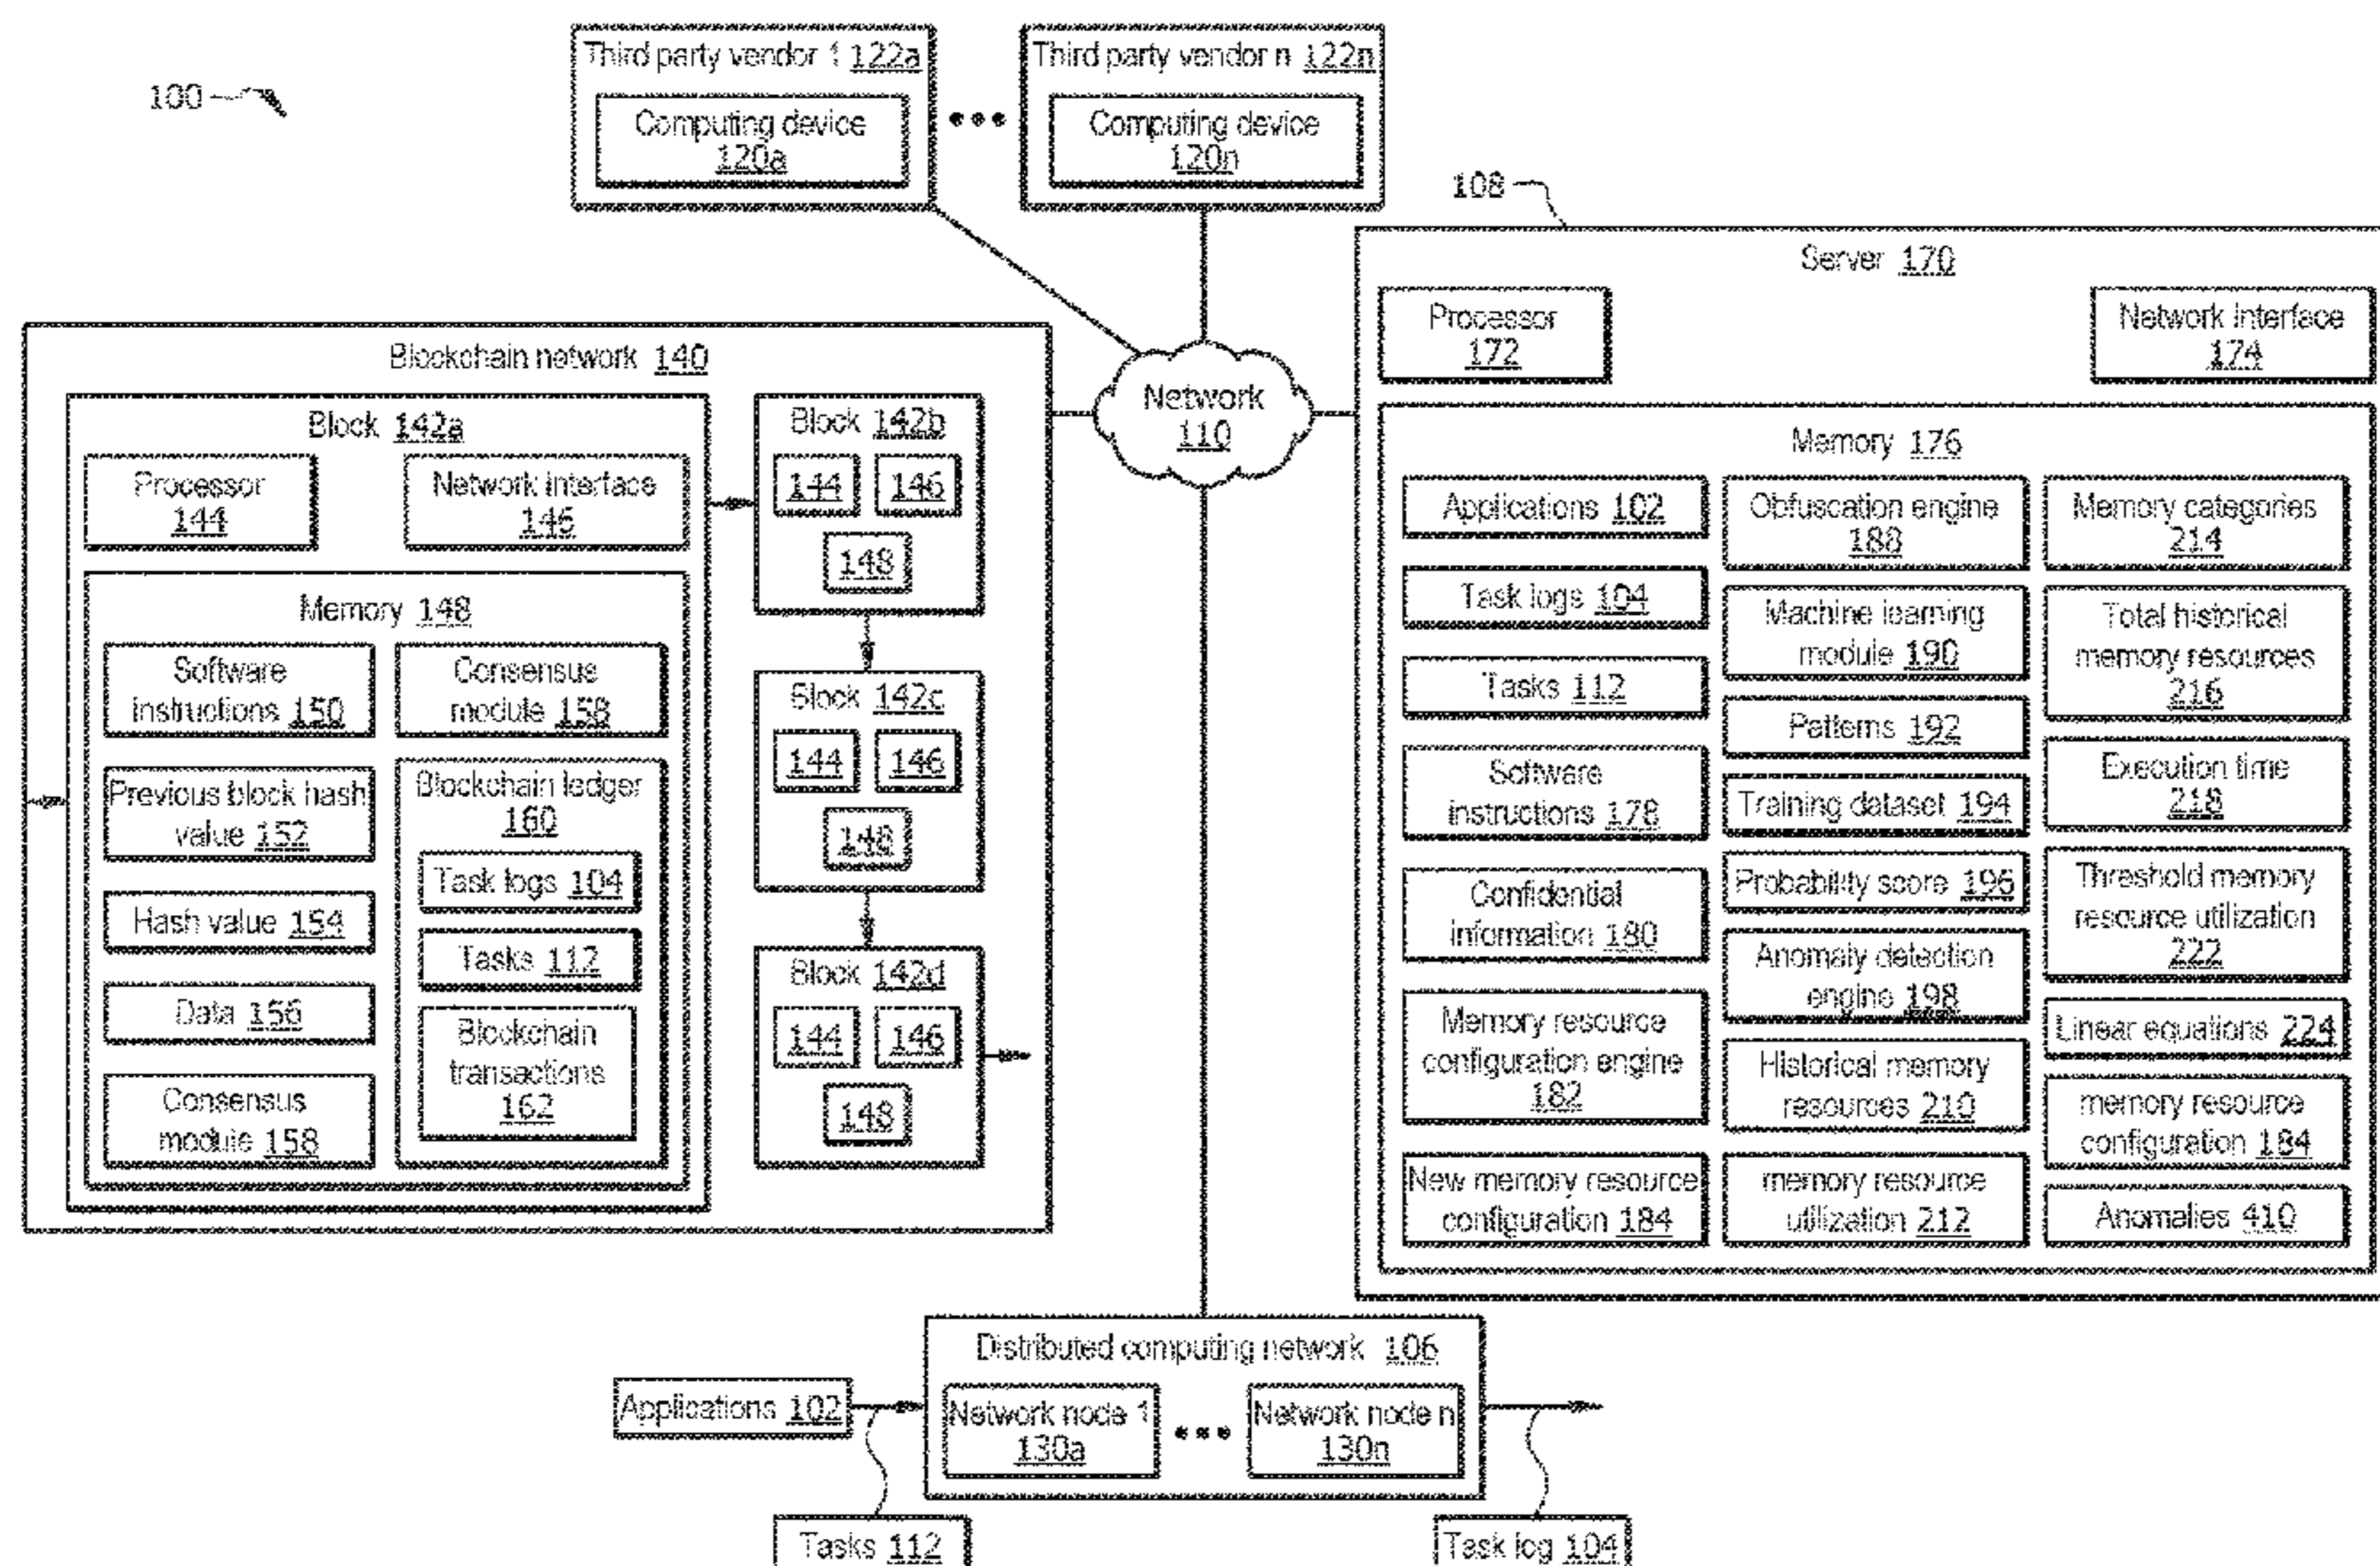 100
Third party vendor 1 122a
Computing device
120a
Third party vendor n 122n
Computing device
120n
108
Network
110
Blockchain network 140
Block 142a
Processor
144
Network interface
146
Memory 148
Software
instructions 150
Previous block hash
value 152
Hash value 154
Data 156
Consensus
module 158
Consensus
module 158
Blockchain ledger
160
Task logs 104
Tasks 112
Blockchain
transactions
162
Block 142b
144 146
148
Block 142c
144 146
148
Block 142d
144 146
148
Server 170
Processor
172
Network interface
174
Memory 176
Applications 102
Task logs 104
Tasks 112
Software
instructions 178
Confidential
information 180
Memory resource
configuration engine
182
New memory resource
configuration 184
Obfuscation engine
188
Machine learning
module 190
Patterns 192
Training dataset 194
Probability score 196
Anomaly detection
engine 198
Historical memory
resources 210
memory resource
utilization 212
Memory categories
214
Total historical
memory resources
216
Execution time
218
Threshold memory
resource utilization
222
Linear equations 224
memory resource
configuration 184
Anomalies 410
Distributed computing network 106
Network node 1
130a
Network node n
130n
Applications 102
Tasks 112
Task log 104